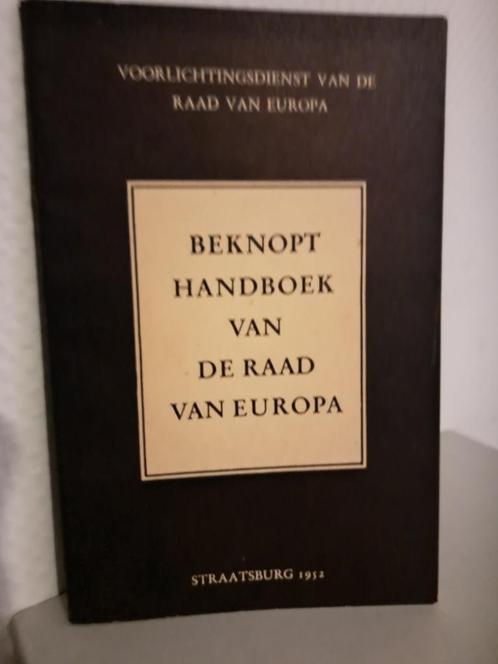 VOORLICHTINGSDIENST VAN DE
RAAD VAN EUROPA
BEKNOPT
HANDBOEK
VAN
DE RAAD
VAN EUROPA
STRAATSBURG 1952